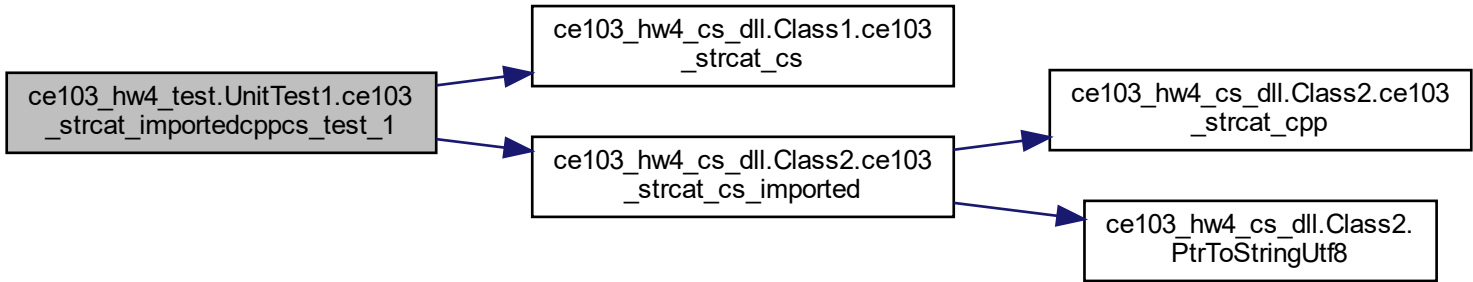 ce103_hw4_test.UnitTest1.ce103
_strcat_importedcppcs_test_1
ce103_hw4_cs_dll.Class1.ce103
_strcat_cs
ce103_hw4_cs_dll.Class2.ce103
_strcat_cs_imported
ce103_hw4_cs_dll.Class2.ce103
_strcat_cpp
ce103_hw4_cs_dll.Class2.
PtrToStringUtf8